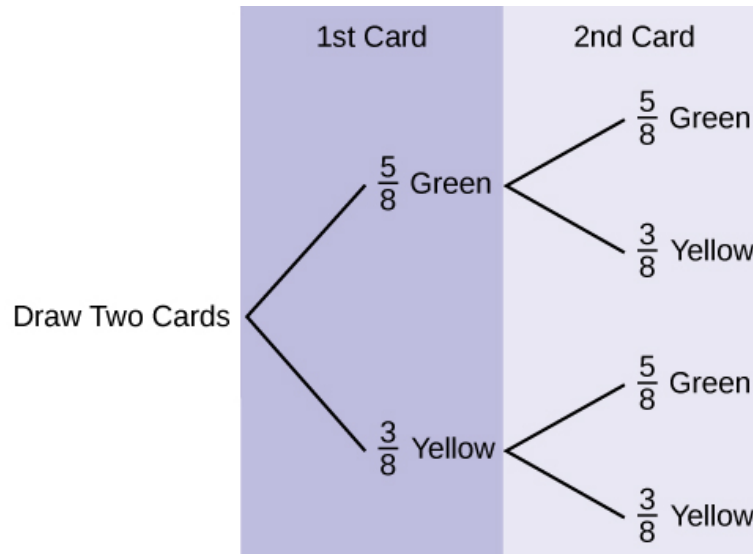 1st Card
2nd Card
Draw Two Cards
5/8 Green
3/8 Yellow
5/8 Green
3/8 Yellow
5/8 Green
3/8 Yellow